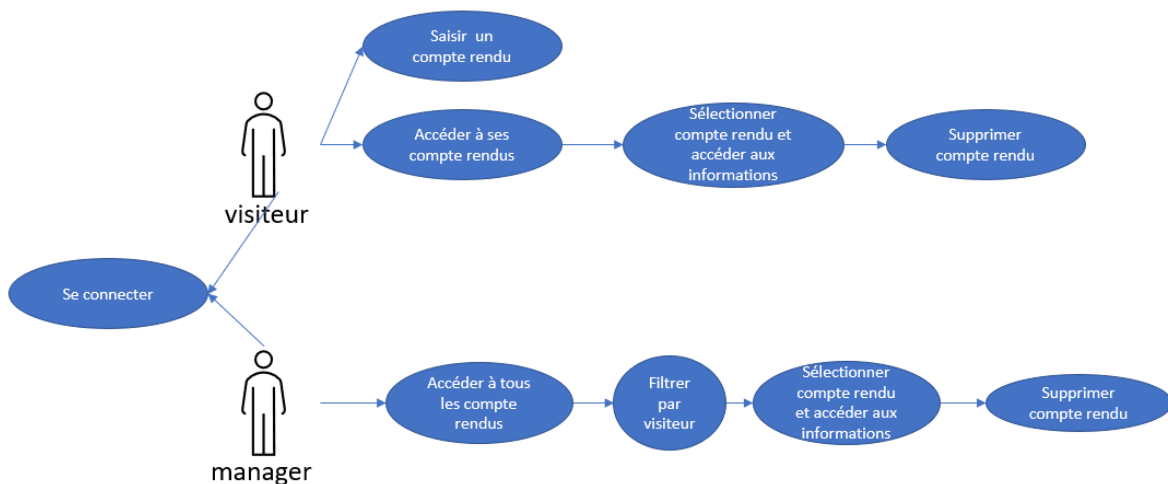 Saisir un
compte rendu
Accéder à ses
compte rendus
Sélectionner
compte rendu et
accéder aux
informations
Supprimer
compte rendu
visiteur
Se connecter
Accéder à tous
les compte
rendus
Filtrer
par
visiteur
Sélectionner
compte rendu
et accéder aux
informations
Supprimer
compte rendu
manager